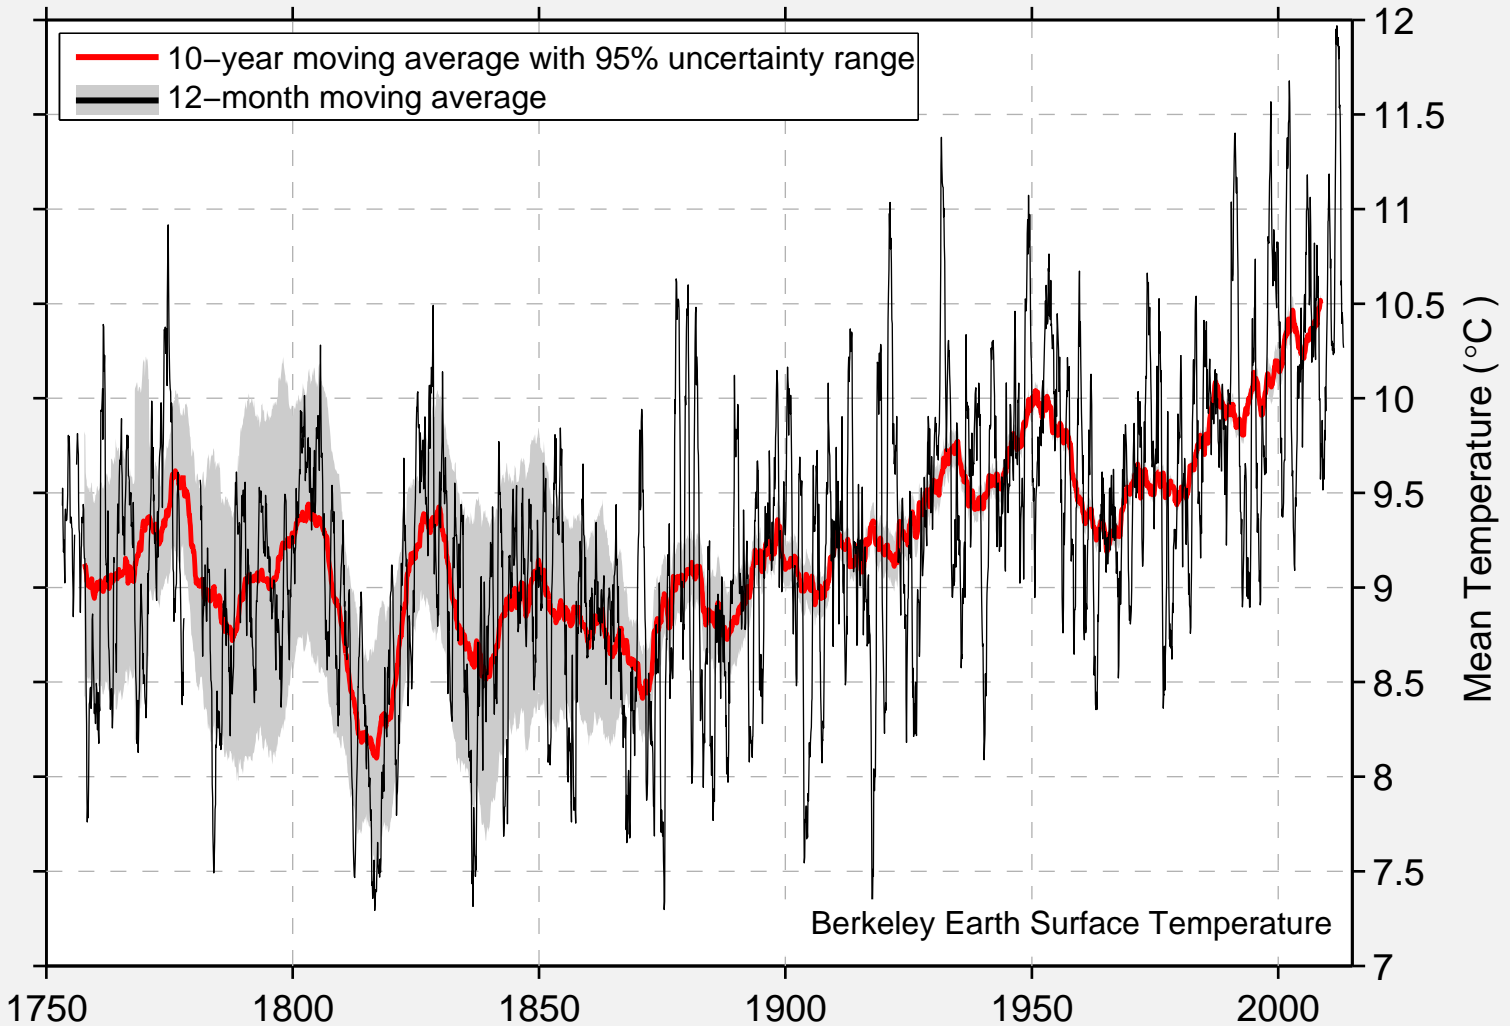 10−year moving average with 95% uncertainty range
12−month moving average
12
11.5
11
10.5
10
9.5
9
8.5
8
7.5
7
Mean Temperature ( °C )
Berkeley Earth Surface Temperature
1750 1800 1850 1900 1950 2000